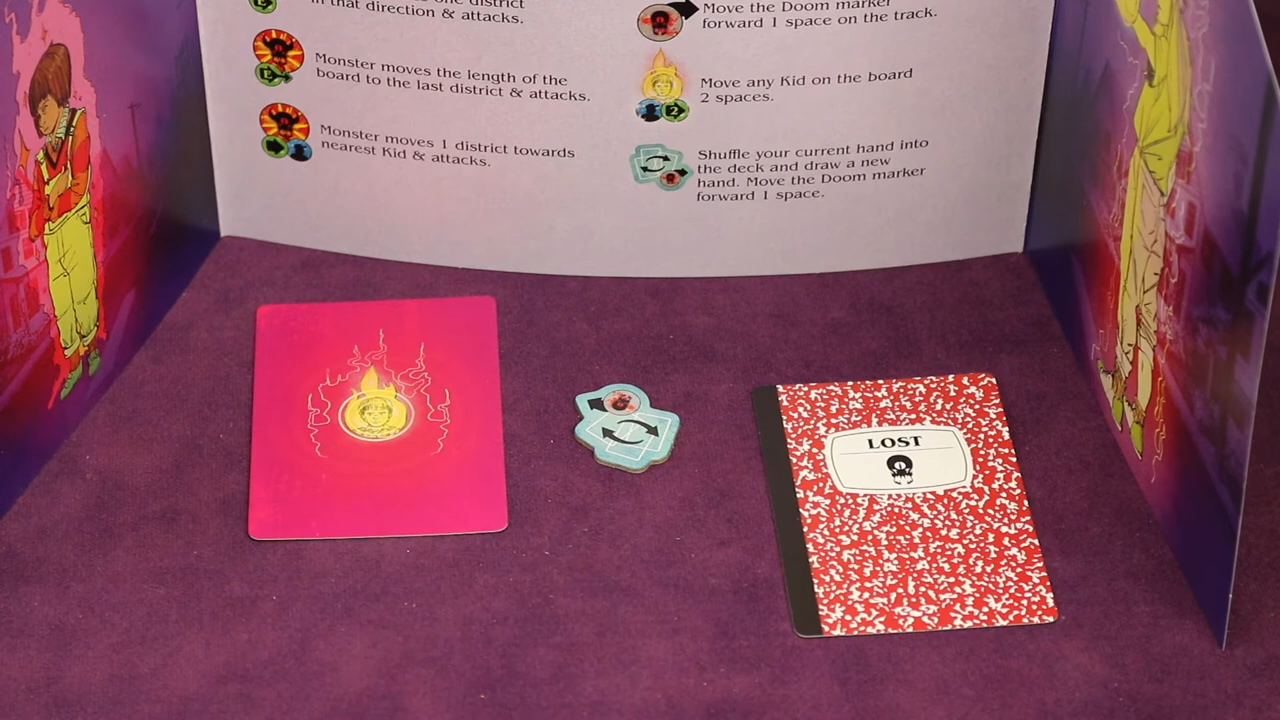 one district
in that direction & attacks.
Monster moves the length of the
board to the last district & attacks.
Monster moves 1 district towards
nearest Kid & attacks.
Move the Doom marker
forward 1 space on the track.
2
Move any Kid on the board
2 spaces.
Shuffle your current hand into
the deck and draw a new
hand. Move the Doom marker
forward 1 space.
LOST